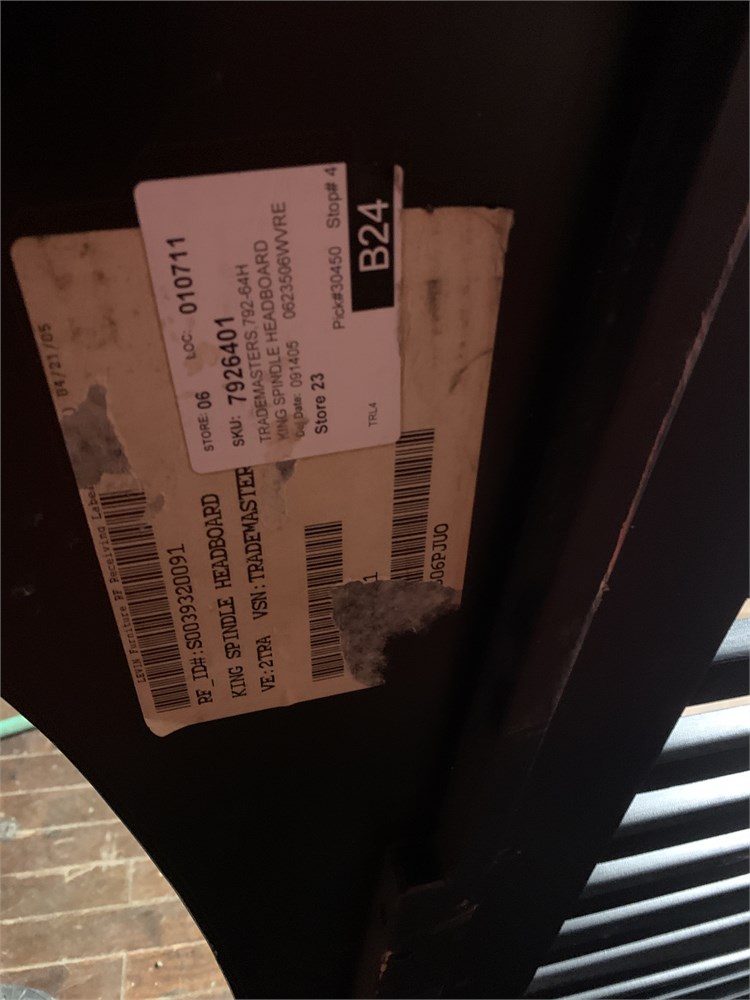 STORE: 06 LOC: 010711
SKU: 7926401
TRADEMASTERS,792-64H
KING SPINDLE HEADBOARD
Date: 091405 0623506WVRE
Store 23
Pick#30450 Stop# 4
TRL4
B24
04/21/05
LEVIN Furniture RF Receiving Label
RF_ID#:S0039320091
KING SPINDLE HEADBOARD
VE:2TRA VSN:TRADEMASTER
1
06PJUO